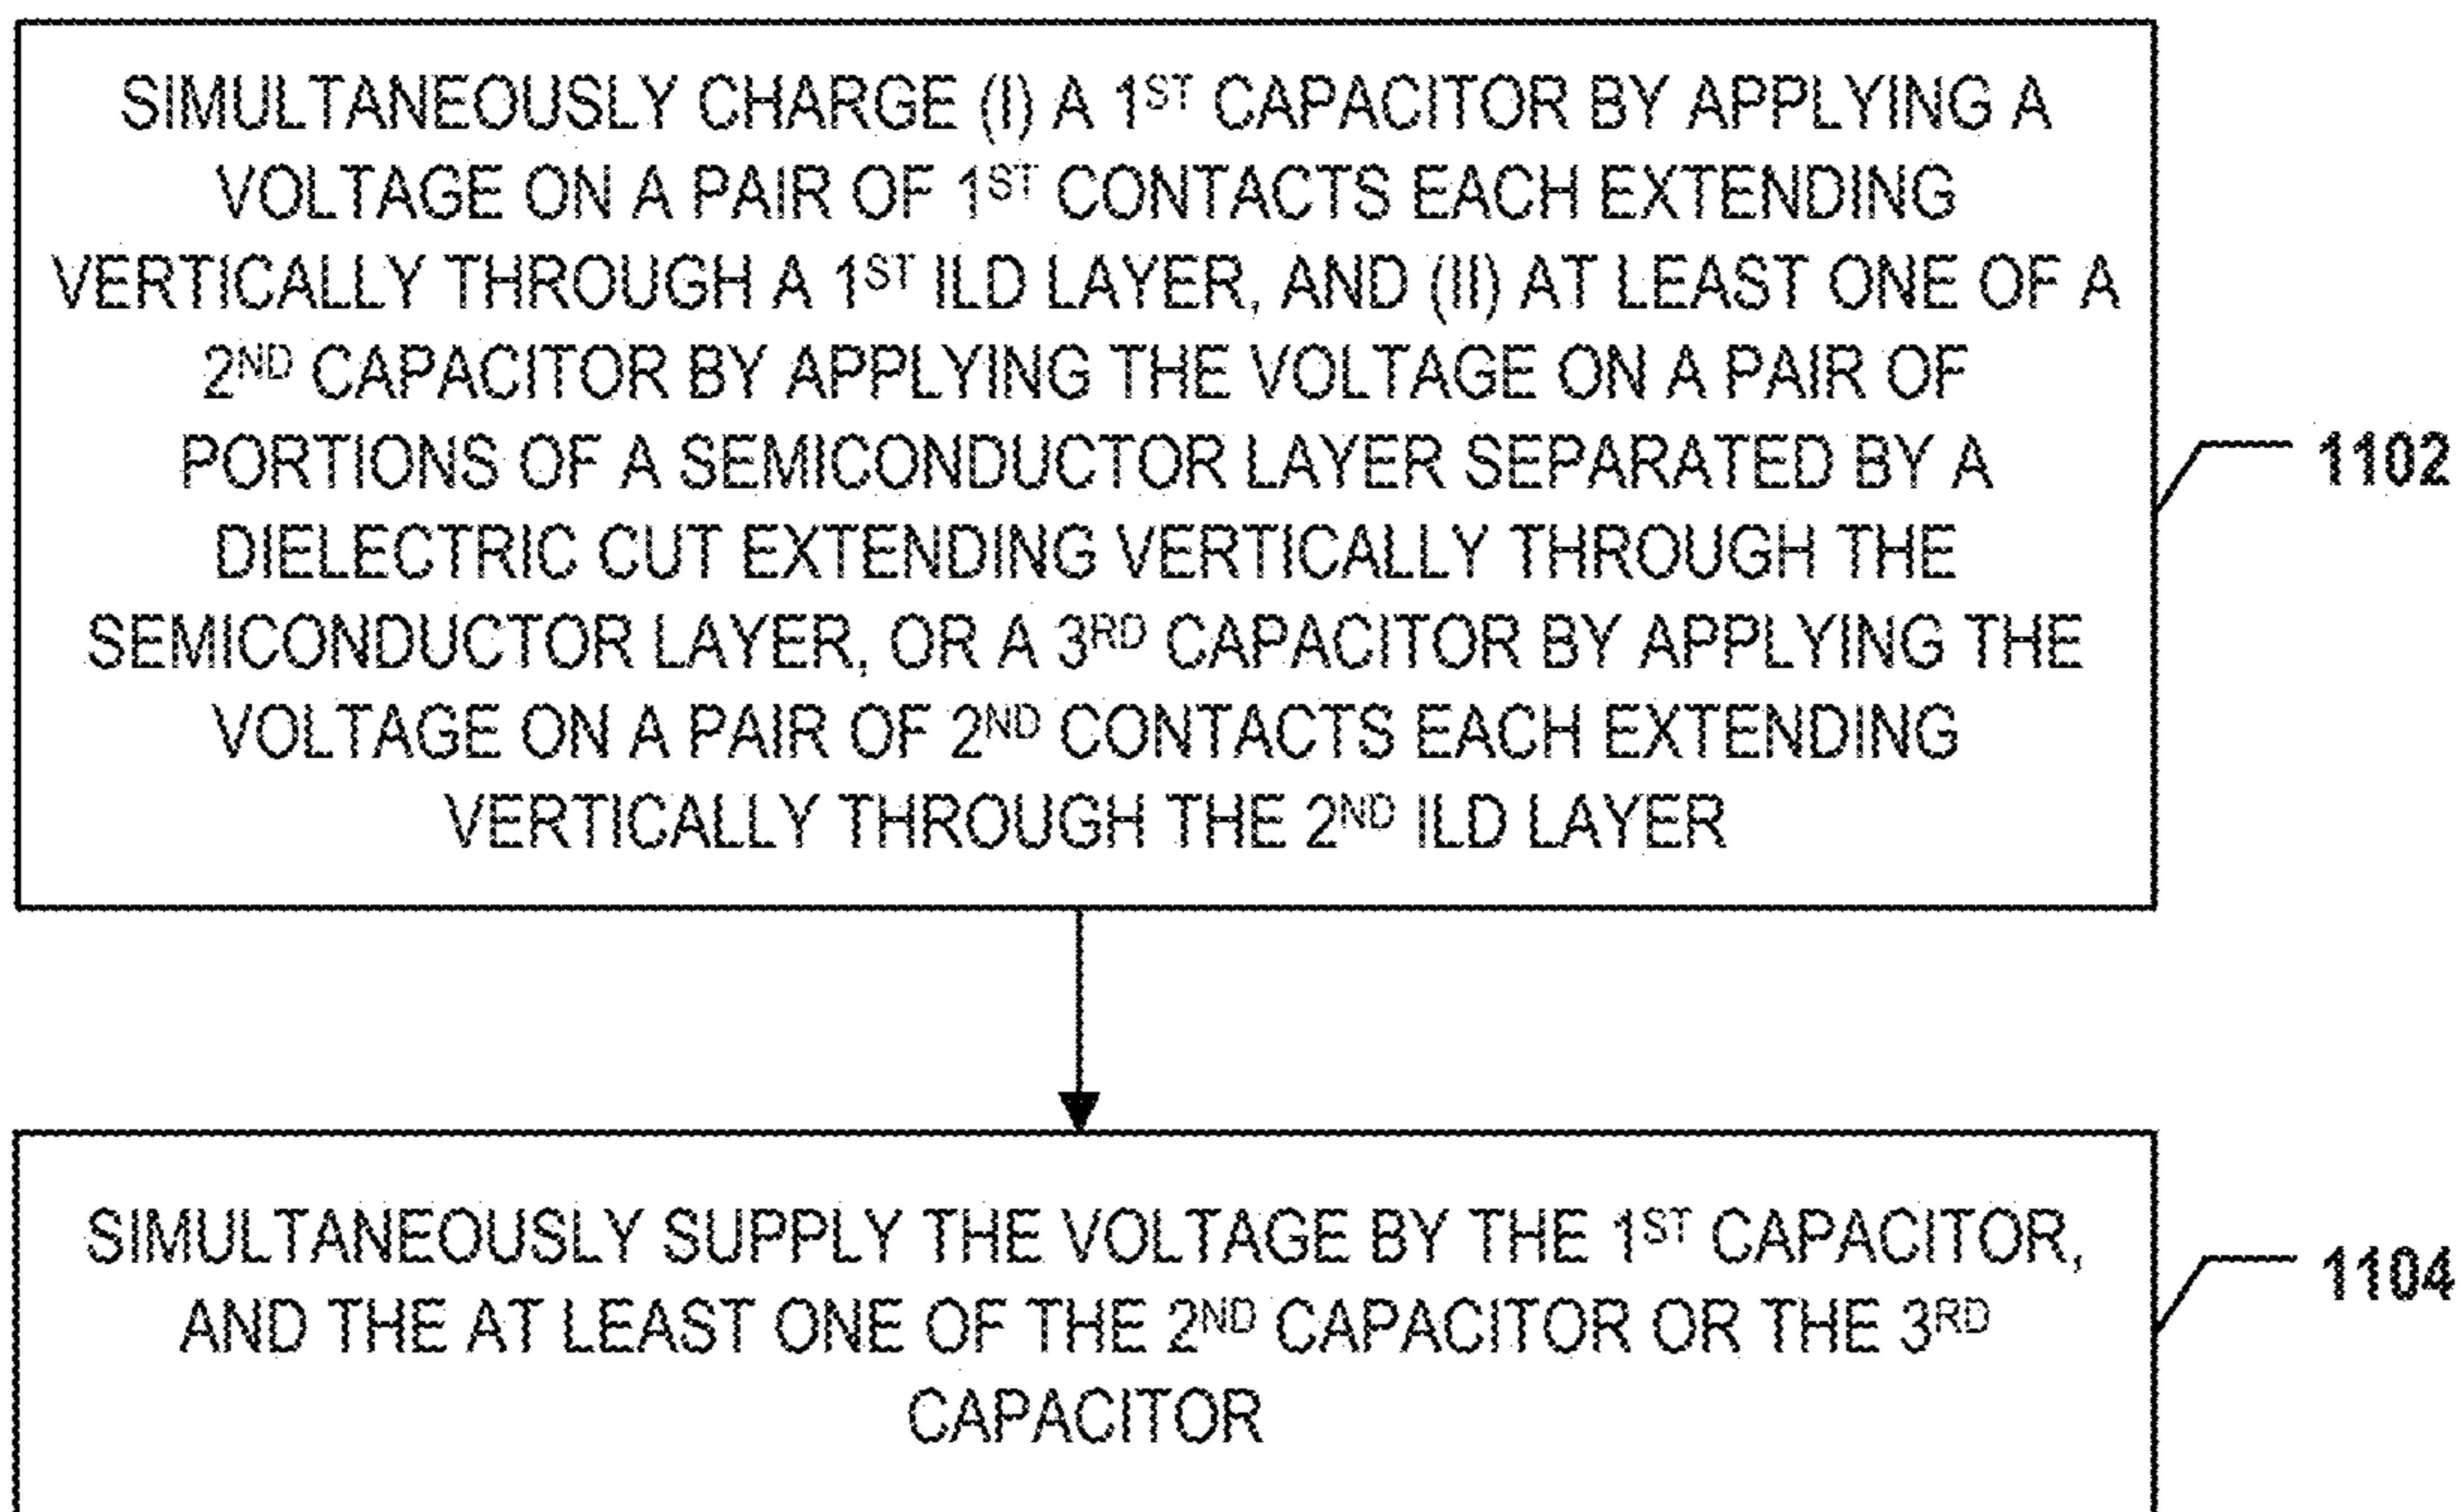 SIMULTANEOUSLY CHARGE (I) A 1ST CAPACITOR BY APPLYING A
VOLTAGE ON A PAIR OF 1ST CONTACTS EACH EXTENDING
VERTICALLY THROUGH A 1ST ILD LAYER, AND (II) AT LEAST ONE OF A
2ND CAPACITOR BY APPLYING THE VOLTAGE ON A PAIR OF
PORTIONS OF A SEMICONDUCTOR LAYER SEPARATED BY A
DIELECTRIC CUT EXTENDING VERTICALLY THROUGH THE
SEMICONDUCTOR LAYER, OR A 3RD CAPACITOR BY APPLYING THE
VOLTAGE ON A PAIR OF 2ND CONTACTS EACH EXTENDING
VERTICALLY THROUGH THE 2ND ILD LAYER
1102
SIMULTANEOUSLY SUPPLY THE VOLTAGE BY THE 1ST CAPACITOR,
AND THE AT LEAST ONE OF THE 2ND CAPACITOR OR THE 3RD
CAPACITOR
1104